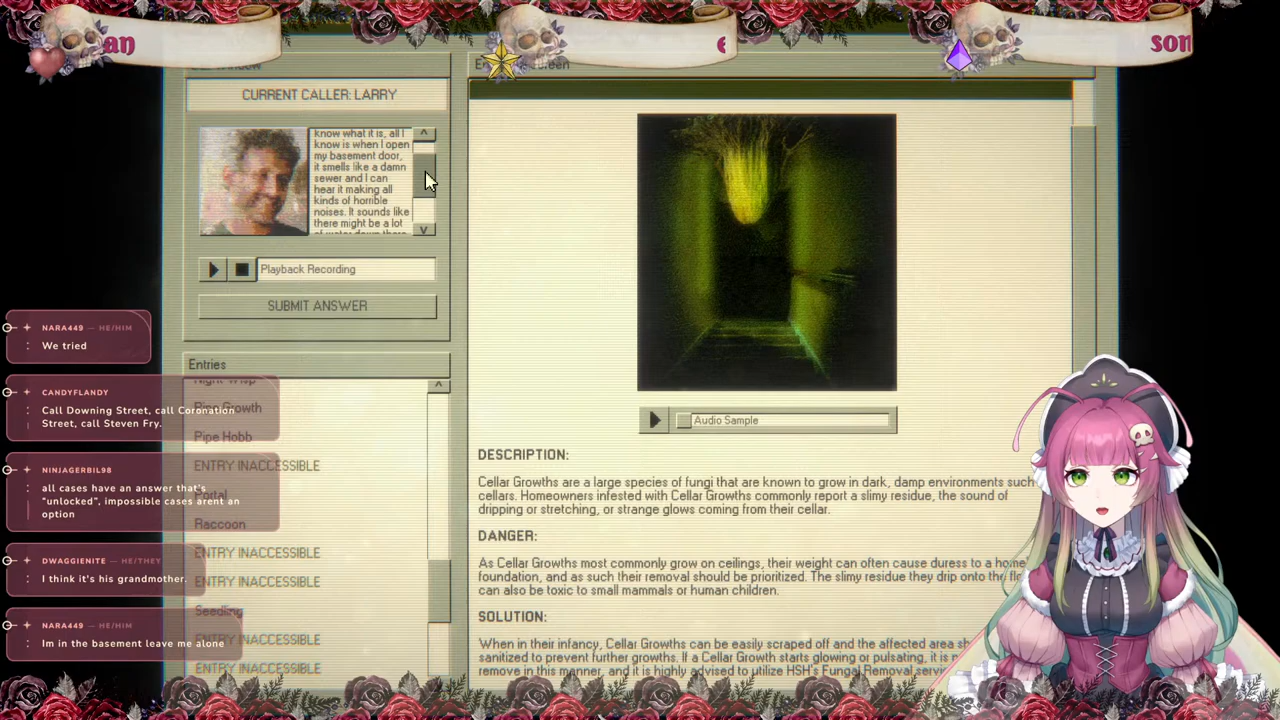 an
e
son
CURRENT CALLER: LARRY
know what it is, all I
know is when I open
my basement door,
it smells like a damn
sewer and I can
hear it making all
kinds of horrible
noises. It sounds like
there might be a lot
of water down there
Playback Recording
SUBMIT ANSWER
Entries
Night Wisp
Pipe Growth
Pipe Hobb
ENTRY INACCESSIBLE
Portal
Raccoon
ENTRY INACCESSIBLE
ENTRY INACCESSIBLE
Seedling
ENTRY INACCESSIBLE
ENTRY INACCESSIBLE
Audio Sample
DESCRIPTION:
Cellar Growths are a large species of fungi that are known to grow in dark, damp environments such
cellars. Homeowners infested with Cellar Growths commonly report a slimy residue, the sound of
dripping or stretching, or strange glows coming from their cellar.
DANGER:
As Cellar Growths most commonly grow on ceilings, their weight can often cause duress to a home
foundation, and as such their removal should be prioritized. The slimy residue they drip onto the
can also be toxic to small mammals or human children.
SOLUTION:
When in their infancy, Cellar Growths can be easily scraped off and the affected area
sanitized to prevent further growths. If a Cellar Growth starts glowing or pulsating, it is
remove in this manner, and it is highly advised to utilize HSH's Fungal Removal
NARA449 — HE/HIM
We tried
CANDYFLANDY
Call Downing Street, call Coronation
Street, call Steven Fry.
NINJAGERBIL98
all cases have an answer that's
"unlocked", impossible cases arent an
option
DWAGGIENITE — HE/THEY
I think it's his grandmother.
NARA449 — HE/HIM
Im in the basement leave me alone